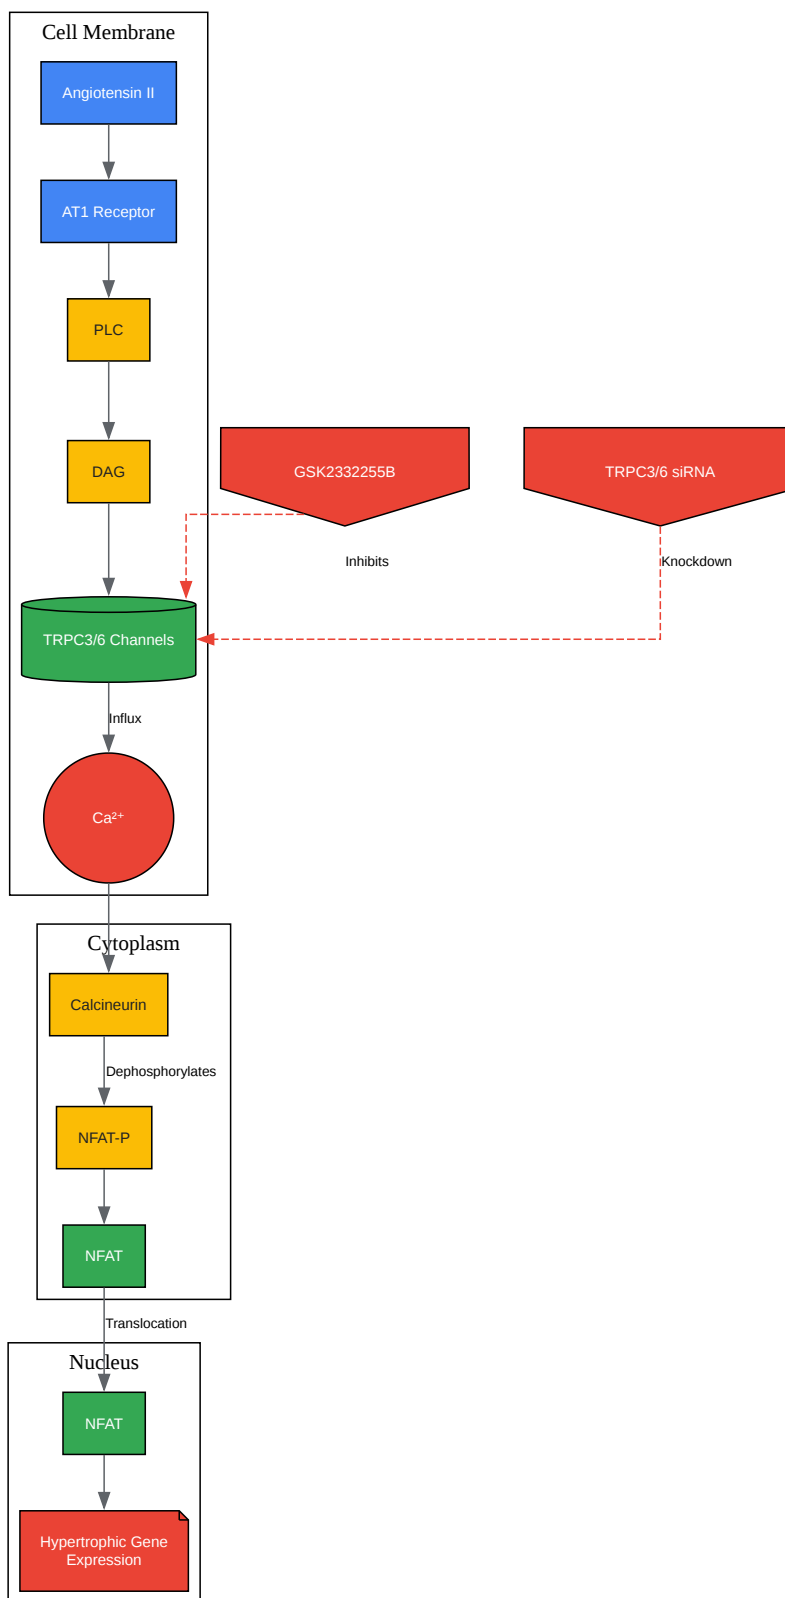 Cell Membrane
Angiotensin II
AT1 Receptor
PLC
DAG
GSK2332255B
TRPC3/6 siRNA
Inhibits
Knockdown
TRPC3/6 Channels
Influx
Ca²⁺
Cytoplasm
Calcineurin
Dephosphorylates
NFAT-P
NFAT
Translocation
Nucleus
NFAT
Hypertrophic Gene
Expression